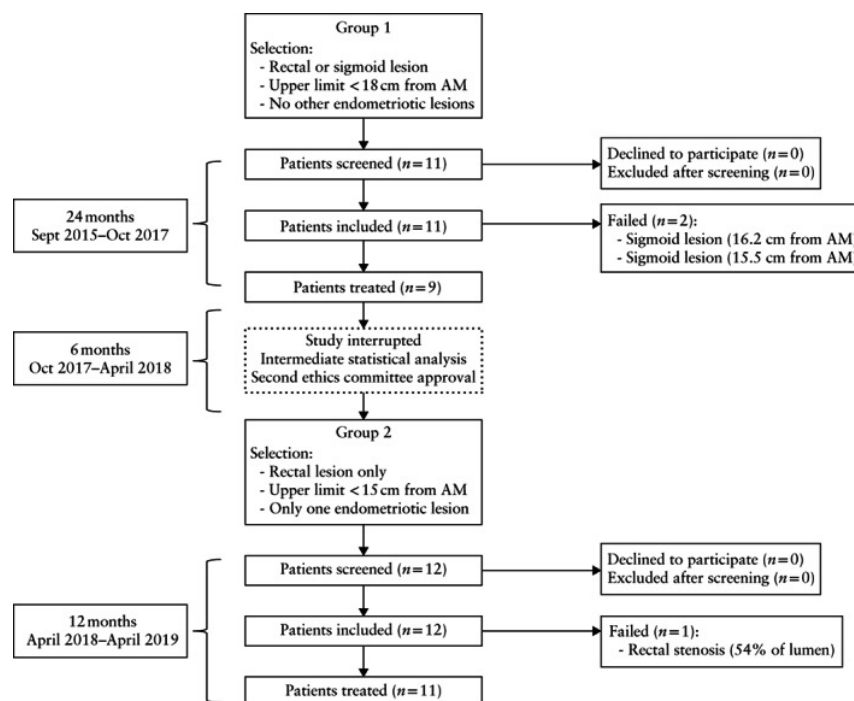 Group 1
Selection:
- Rectal or sigmoid lesion
- Upper limit <18 cm from AM
- No other endometriotic lesions
Patients screened (n=11)
Declined to participate (n=0)
Excluded after screening (n=0)
24 months
Sept 2015–Oct 2017
Patients included (n=11)
Failed (n=2):
- Sigmoid lesion (16.2 cm from AM)
- Sigmoid lesion (15.5 cm from AM)
Patients treated (n=9)
6 months
Oct 2017–April 2018
Study interrupted
Intermediate statistical analysis
Second ethics committee approval
Group 2
Selection:
- Rectal lesion only
- Upper limit <15 cm from AM
- Only one endometriotic lesion
Patients screened (n=12)
Declined to participate (n=0)
Excluded after screening (n=0)
12 months
April 2018–April 2019
Patients included (n=12)
Failed (n=1):
- Rectal stenosis (54% of lumen)
Patients treated (n=11)